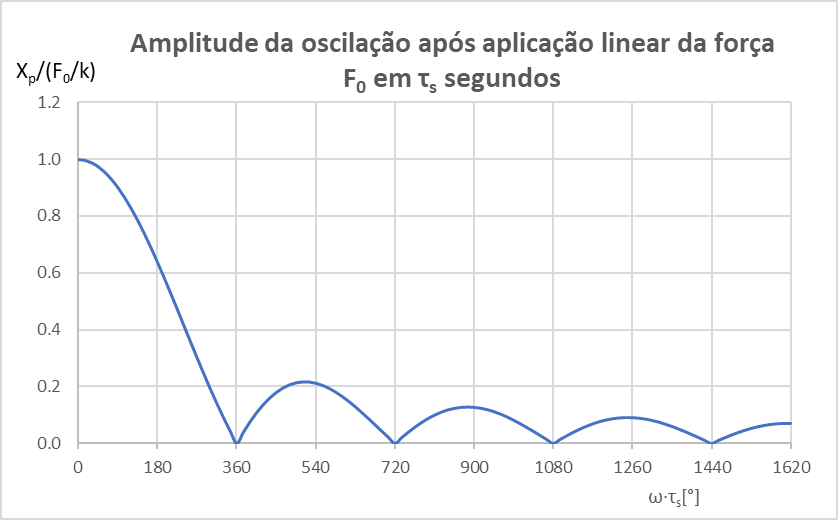 Amplitude da oscilação após aplicação linear da força
F₀ em τₛ segundos
Xₚ/(F₀/k)
1.2
1.0
0.8
0.6
0.4
0.2
0.0
0 180 360 540 720 900 1080 1260 1440 1620
ω·τₛ[°]